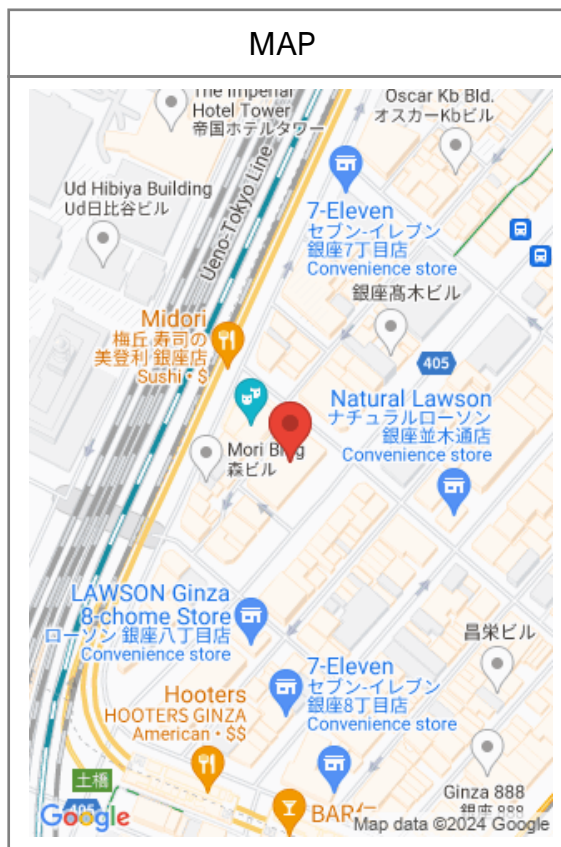 MAP
The Imperial
Hotel Tower
帝国ホテルタワー
Oscar Kb Bld.
オスカーKbビル
Ueno-Tokyo Line
Ud Hibiya Building
Ud日比谷ビル
7-Eleven
セブン-イレブン
銀座7丁目店
Convenience store
銀座髙木ビル
Midori
梅丘 寿司の
美登利 銀座店
Sushi・$
405
Natural Lawson
ナチュラルローソン
銀座並木通店
Convenience store
Mori Bldg
森ビル
LAWSON Ginza
8-chome Store
ローソン 銀座八丁目店
Convenience store
昌栄ビル
7-Eleven
セブン-イレブン
銀座8丁目店
Convenience store
Hooters
HOOTERS GINZA
American・$$
土橋
405
Google
BAR
Ginza 888
銀座 888
Map data ©2024 Google